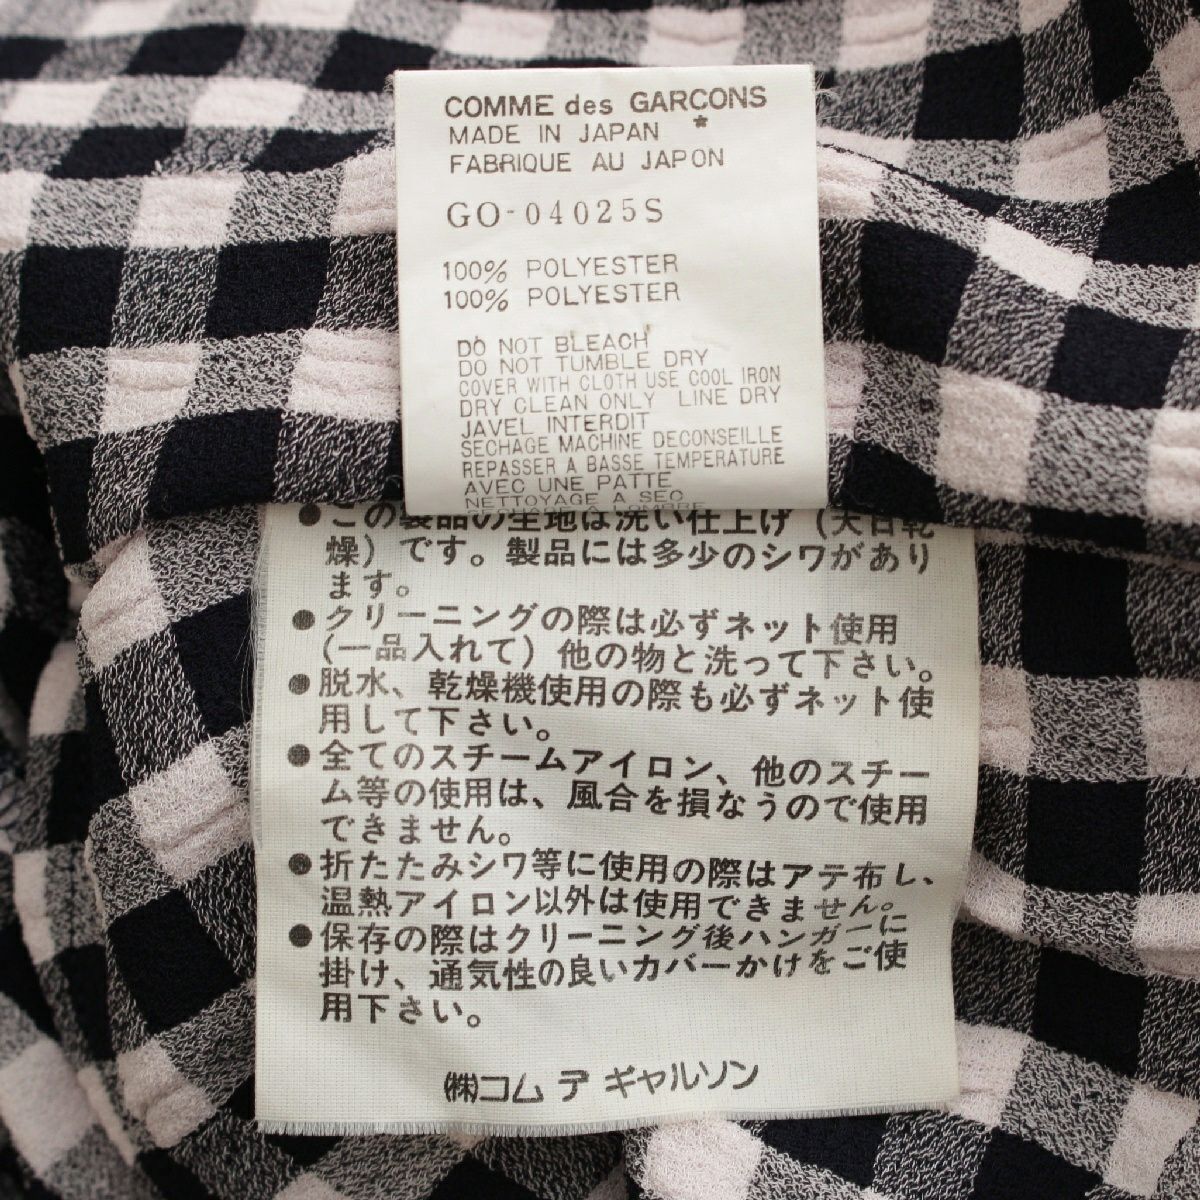 COMME des GARCONS
MADE IN JAPAN *
FABRIQUE AU JAPON
GO-04025S
100% POLYESTER
100% POLYESTER
DO NOT BLEACH
DO NOT TUMBLE DRY
COVER WITH CLOTH USE COOL IRON
DRY CLEAN ONLY LINE DRY
JAVEL INTERDIT
SECHAGE MACHINE DECONSEILLE
REPASSER A BASSE TEMPERATURE
AVEC UNE PATTE
NETTOYAGE A SEC
●この製品の生地は洗い仕上げ(天日乾
燥)です。製品には多少のシワがあり
ます。
●クリーニングの際は必ずネット使用
(一品入れて)他の物と洗って下さい。
●脱水、乾燥機使用の際も必ずネット使
用して下さい。
●全てのスチームアイロン、他のスチー
ム等の使用は、風合を損なうので使用
できません。
●折たたみシワ等に使用の際はアテ布し、
温熱アイロン以外は使用できません。
●保存の際はクリーニング後ハンガーに
掛け、通気性の良いカバーかけをご使
用下さい。
㈱コム デ ギャルソン